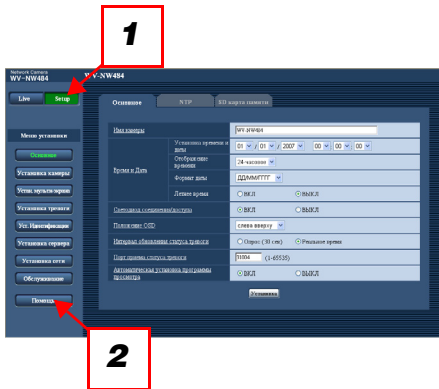 1
Network Camera
WV-NW484
WV-NW484
Live Setup
Основное NTP SD карта памяти
Меню установки
Имя камеры WV-NW484
Основное
Установка времени и даты 01 / 01 / 2007 00 : 00 : 00
Установка камеры
Время и Дата
Отображение времени 24-часовое
Устан. мультиэкрана
Формат даты ДД/ММ/ГГГГ
Установка тревоги
Летнее время ВКЛ ВЫКЛ
Уст. Идентификации
Светодиод соединения/доступа ВКЛ ВЫКЛ
Установка сервера
Положение OSD слева вверху
Интервал обновления статуса тревоги Опрос (30 сек) Реальное время
Установка сети
Порт приема статуса тревоги 31004 (1-65535)
Обслуживание
Автоматическая установка программы просмотра ВКЛ ВЫКЛ
Установка
Помощь
2